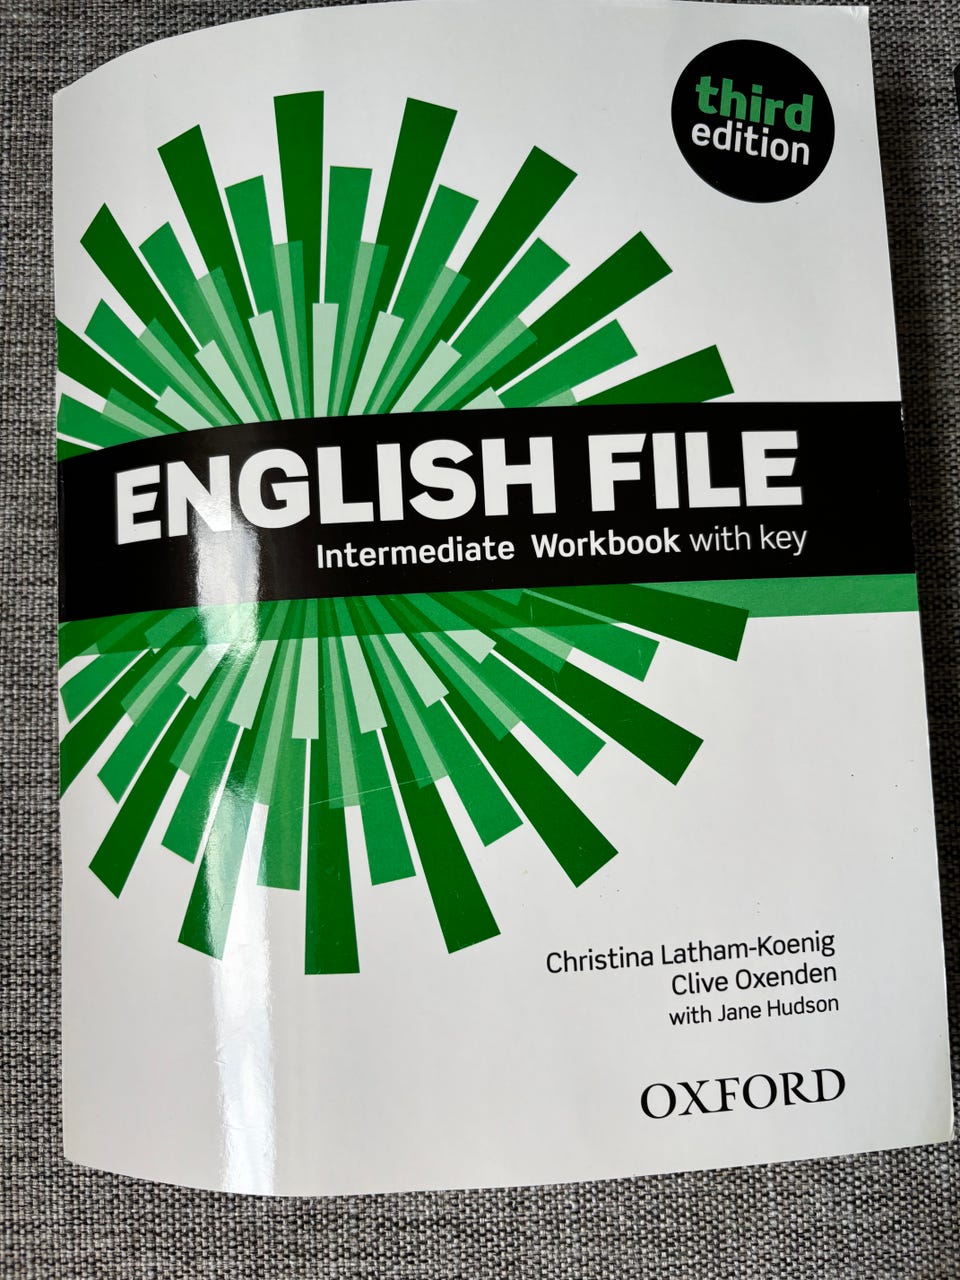 third
edition
ENGLISH FILE
Intermediate Workbook with key
Christina Latham-Koenig
Clive Oxenden
with Jane Hudson
OXFORD